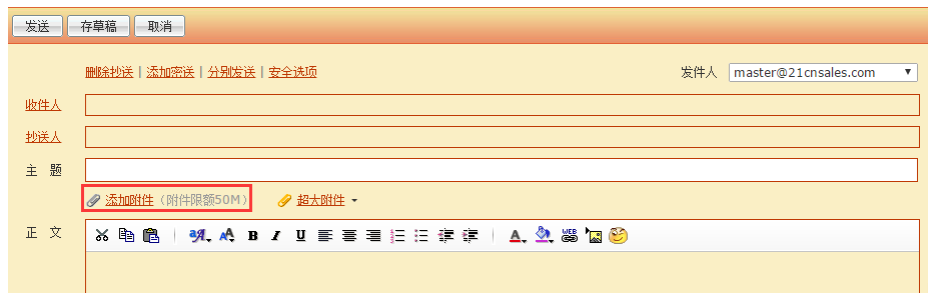 发送 存草稿 取消
删除抄送 | 添加密送 | 分别发送 | 安全选项 发件人 master@21cnsales.com
收件人
抄送人
主 题
添加附件（附件限额50M） 超大附件
正 文 B I U A WEB